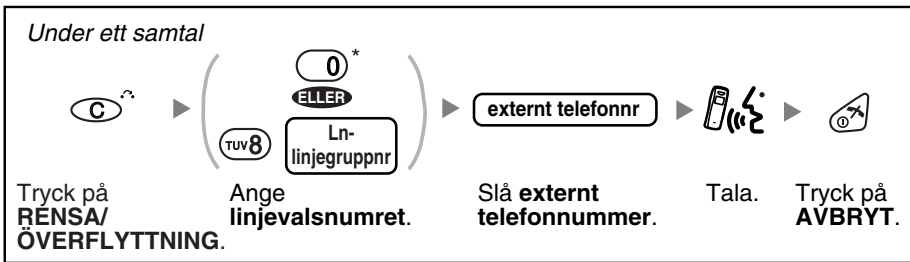 Under ett samtal
C
0*
ELLER
TUV8
Ln-
linjegruppnr
externt telefonnr
Tryck på
RENSA/
ÖVERFLYTTNING.
Ange
linjevalsnumret.
Slå externt
telefonnummer.
Tala.
Tryck på
AVBRYT.